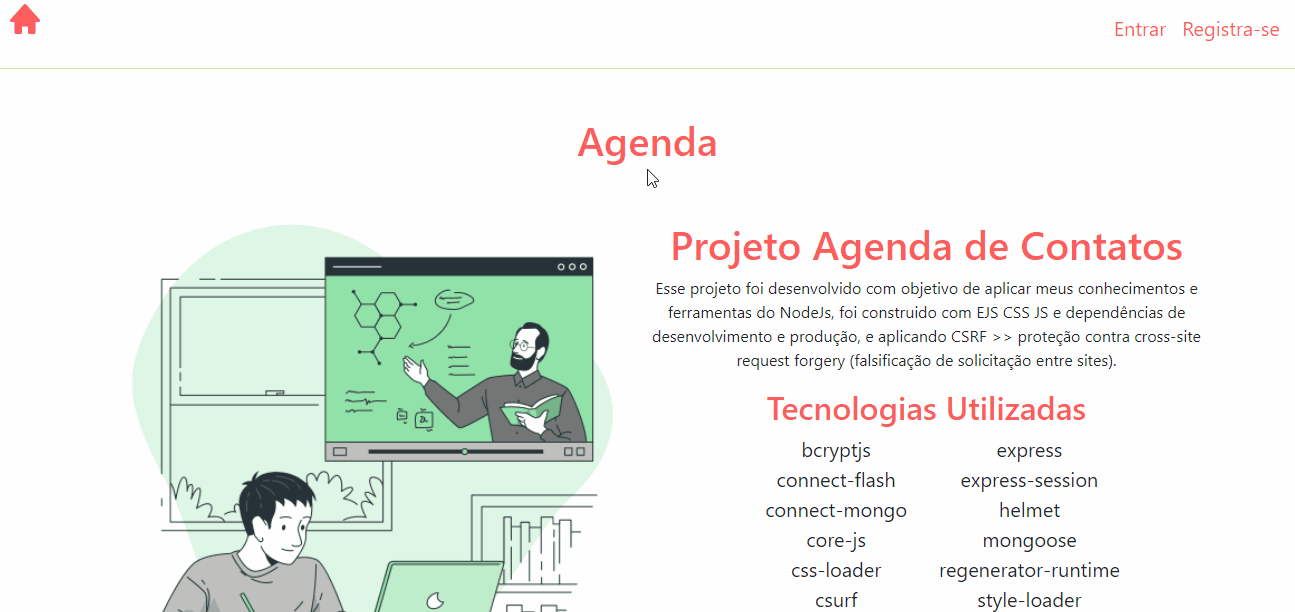 Entrar Registra-se
Agenda
Projeto Agenda de Contatos
Esse projeto foi desenvolvido com objetivo de aplicar meus conhecimentos e
ferramentas do NodeJs, foi construido com EJS CSS JS e dependências de
desenvolvimento e produção, e aplicando CSRF >> proteção contra cross-site
request forgery (falsificação de solicitação entre sites).
Tecnologias Utilizadas
bcryptjs express
connect-flash express-session
connect-mongo helmet
core-js mongoose
css-loader regenerator-runtime
csurf style-loader